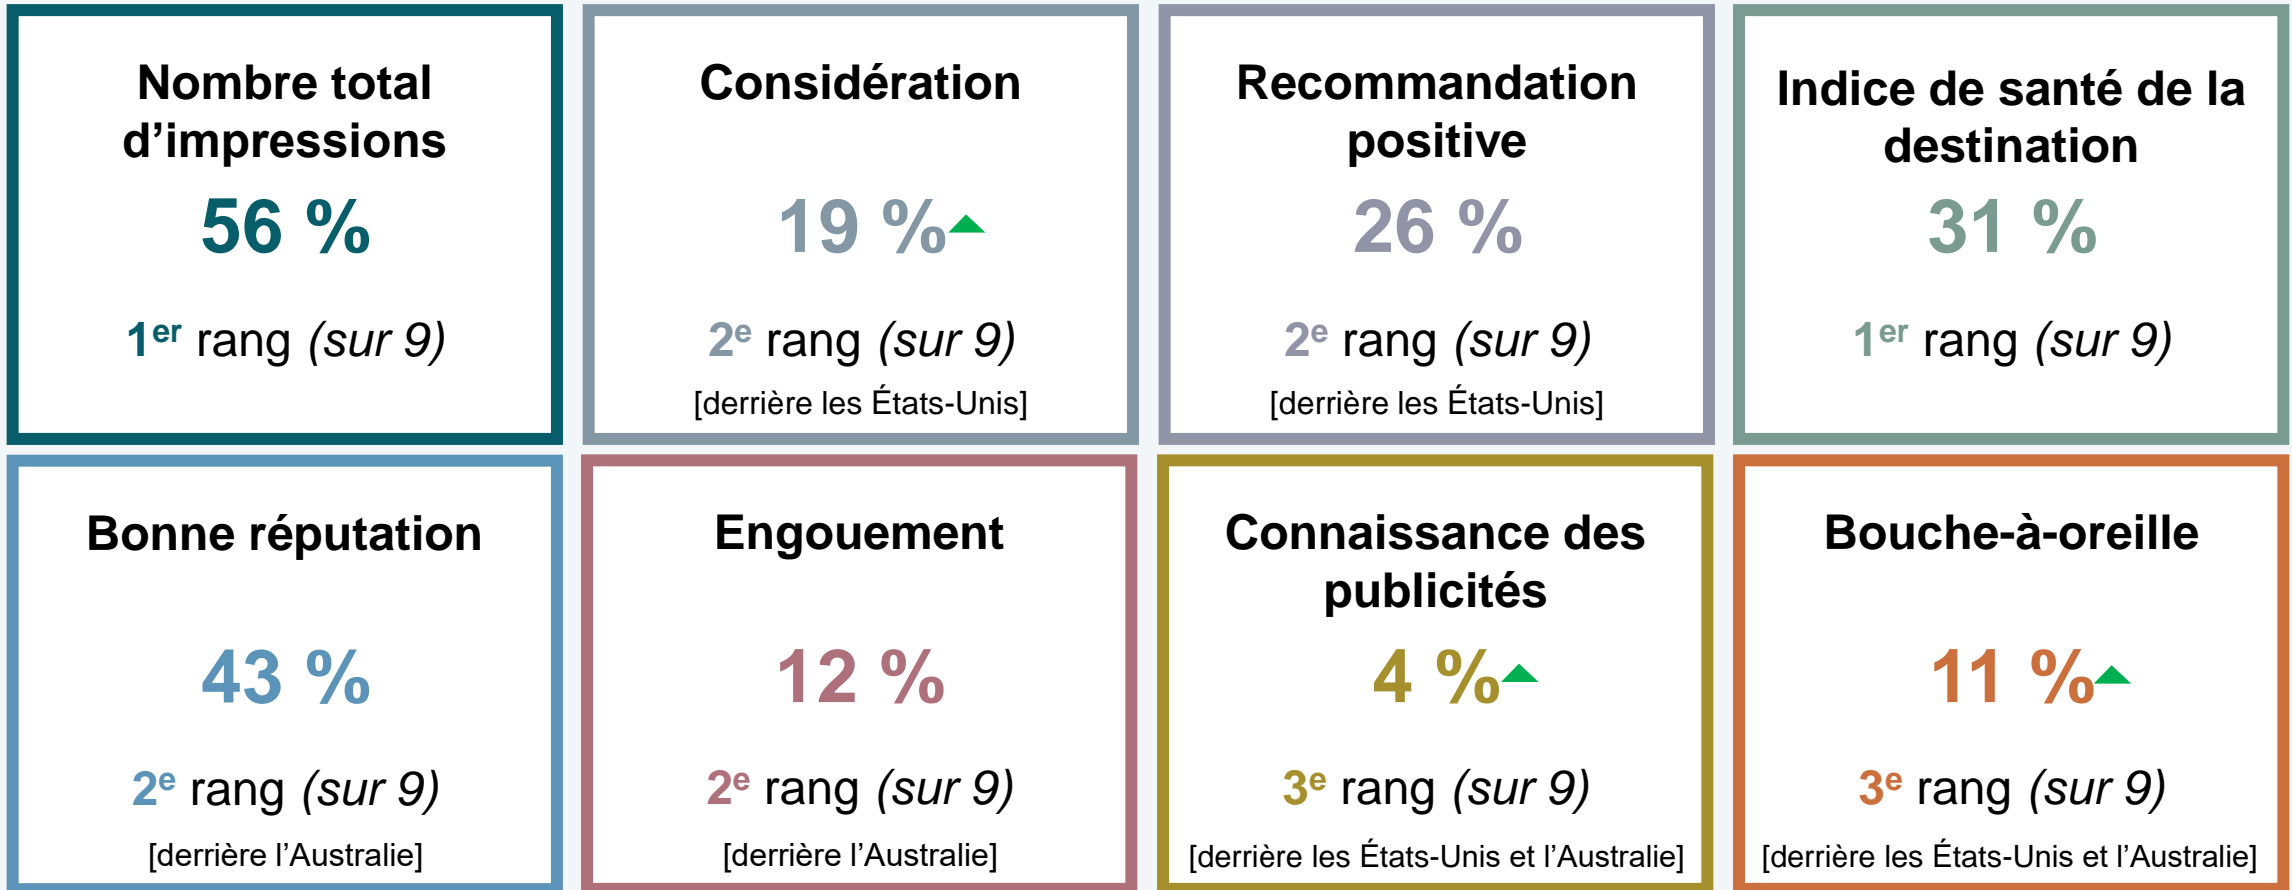 Nombre total
d’impressions
56 %
1er rang (sur 9)
Considération
19 %
2e rang (sur 9)
[derrière les États-Unis]
Recommandation
positive
26 %
2e rang (sur 9)
[derrière les États-Unis]
Indice de santé de la
destination
31 %
1er rang (sur 9)
Bonne réputation
43 %
2e rang (sur 9)
[derrière l’Australie]
Engouement
12 %
2e rang (sur 9)
[derrière l’Australie]
Connaissance des
publicités
4 %
3e rang (sur 9)
[derrière les États-Unis et l’Australie]
Bouche-à-oreille
11 %
3e rang (sur 9)
[derrière les États-Unis et l’Australie]